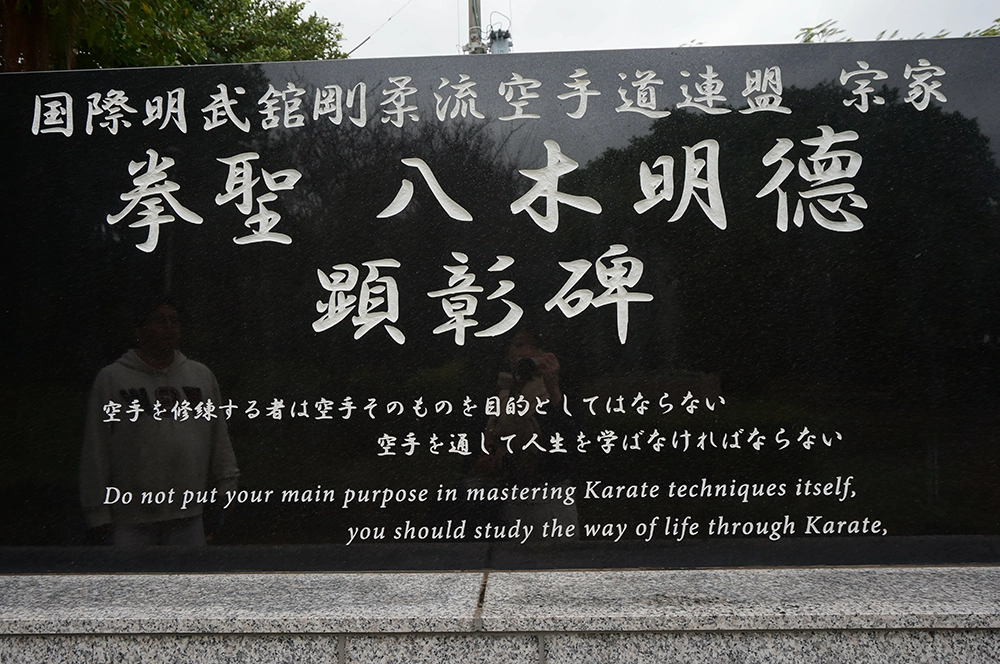 国際明武舘剛柔流空手道連盟 宗家
拳聖 八木明德
顕彰碑
空手を修練する者は空手そのものを目的としてはならない
空手を通して人生を学ばなければならない
Do not put your main purpose in mastering Karate techniques itself,
you should study the way of life through Karate,